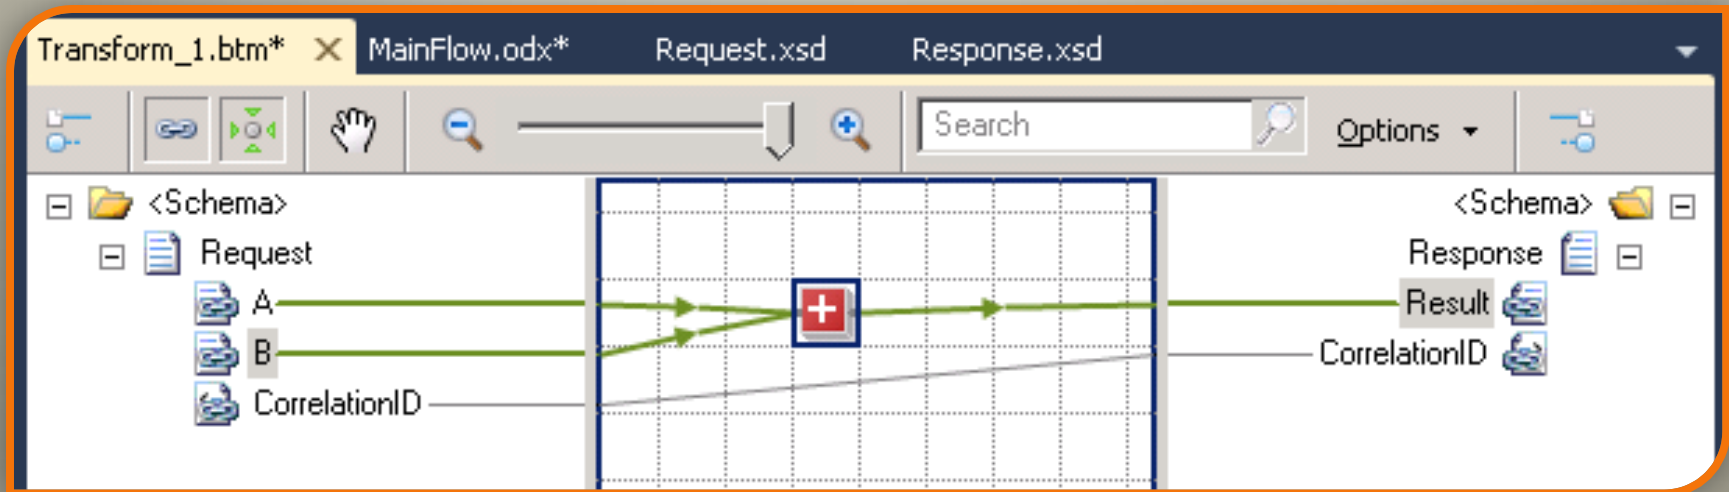 Transform_1.btm* MainFlow.odx* Request.xsd Response.xsd
Search Options
<Schema> <Schema>
Request Response
A Result
B CorrelationID
CorrelationID